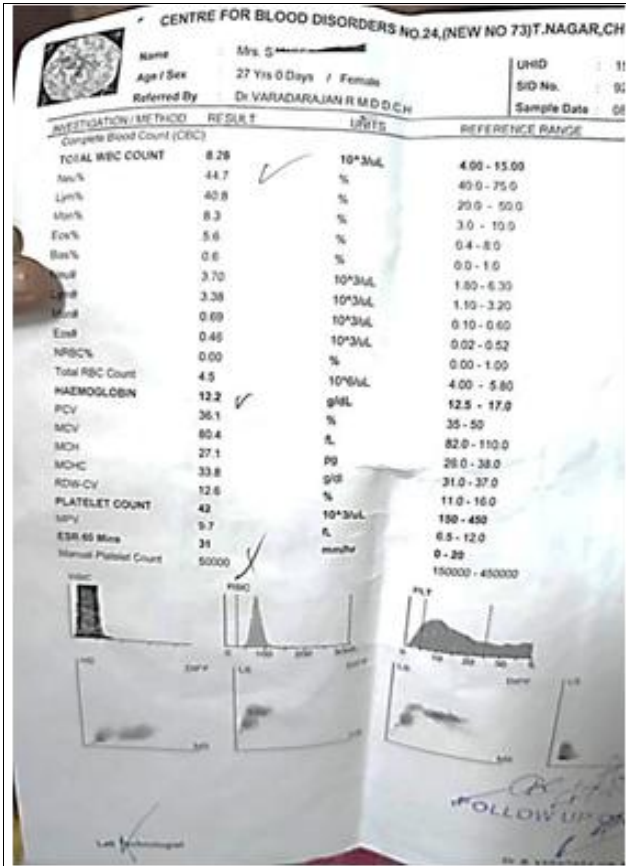 CENTRE FOR BLOOD DISORDERS NO.24,(NEW NO 73)T.NAGAR,CH
Name : Mrs. S
Age / Sex : 27 Yrs 0 Days / Female
Referred By : Dr.VARADARAJAN R M.D D.C.H
UHID : 15
SID No. : 92
Sample Date : 08
INVESTIGATION / METHOD RESULT UNITS REFERENCE RANGE
Complete Blood Count (CBC)
TOTAL WBC COUNT 8.28 10^3/uL 4.00 - 15.00
Neu% 44.7 % 40.0 - 75.0
Lym% 40.8 % 20.0 - 50.0
Mon% 8.3 % 3.0 - 10.0
Eos% 5.6 % 0.4 - 8.0
Bas% 0.6 % 0.0 - 1.0
3.70 10^3/uL 1.80 - 6.30
3.38 10^3/uL 1.10 - 3.20
Mon# 0.69 10^3/uL 0.10 - 0.60
Eos# 0.46 10^3/uL 0.02 - 0.52
NRBC% 0.00 % 0.00 - 1.00
Total RBC Count 4.5 10^6/uL 4.00 - 5.80
HAEMOGLOBIN 12.2 g/dL 12.5 - 17.0
PCV 36.1 % 35 - 50
MCV 80.4 fL 82.0 - 110.0
MCH 27.1 pg 26.0 - 38.0
MCHC 33.8 g/dl 31.0 - 37.0
RDW-CV 12.6 % 11.0 - 16.0
PLATELET COUNT 42 10^3/uL 150 - 450
MPV 9.7 fL 6.5 - 12.0
ESR 60 Mins 31 mm/hr 0 - 20
Manual Platelet Count 50000 150000 - 450000
PLT
DIFF
LS
DIFF
LS
DIFF
LS
FOLLOW UP ON
Lab Technologist